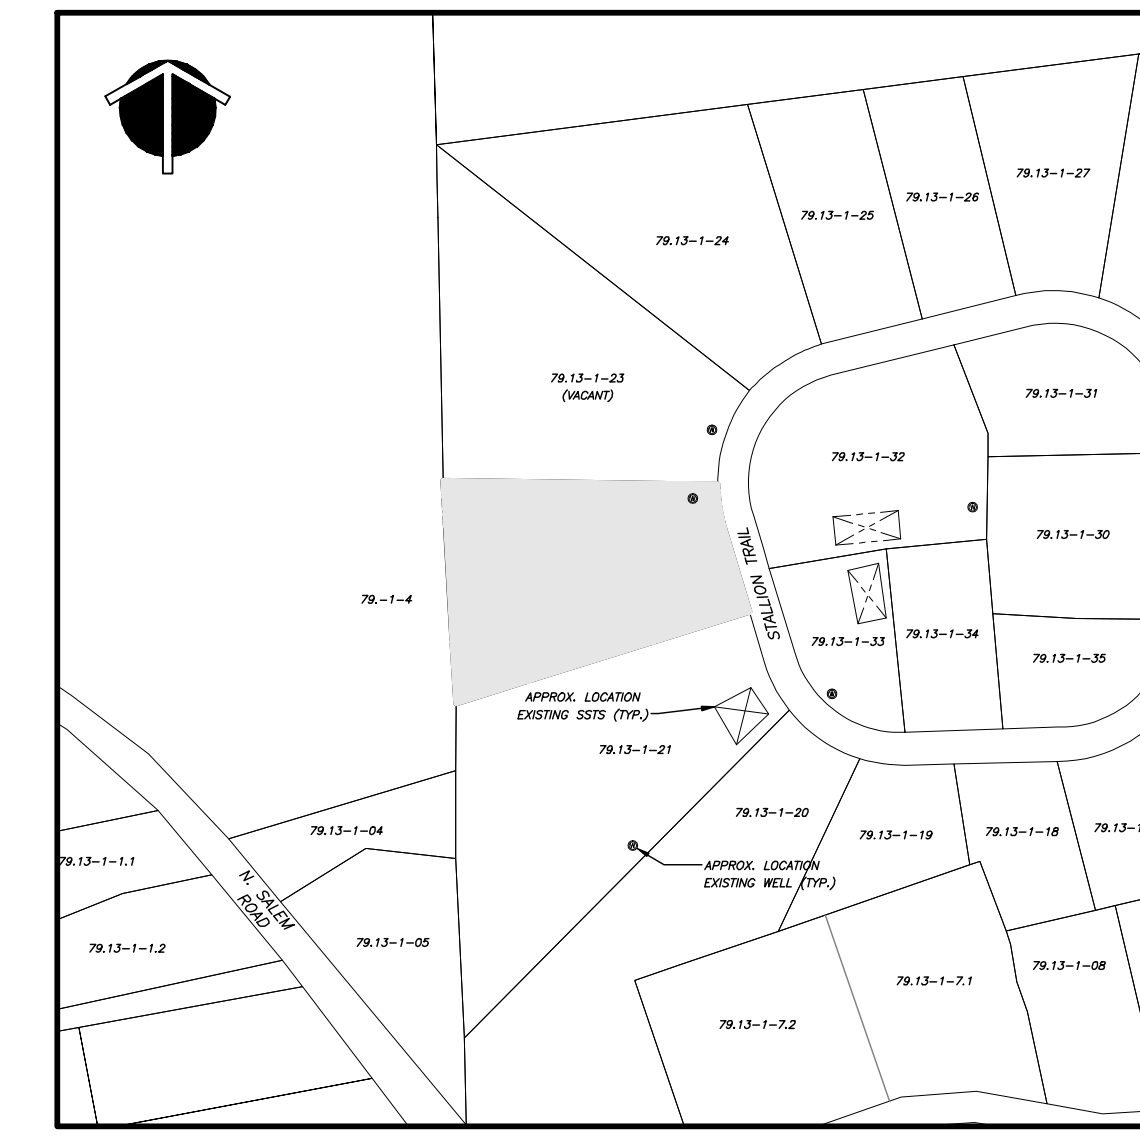 79.13-1-27
79.13-1-26
79.13-1-25
79.13-1-24
79.13-1-23
(VACANT)
79.13-1-31
79.13-1-32
W
W
W
79.13-1-30
STALLION TRAIL
79.-1-4
79.13-1-33
79.13-1-34
79.13-1-35
W
APPROX. LOCATION
EXISTING SSTS (TYP.)
79.13-1-21
79.13-1-20
79.13-1-04
79.13-1-19
79.13-1-18
79.13-1
W
79.13-1-1.1
APPROX. LOCATION
EXISTING WELL (TYP.)
N. SALEM
ROAD
79.13-1-1.2
79.13-1-05
79.13-1-08
79.13-1-7.1
79.13-1-7.2